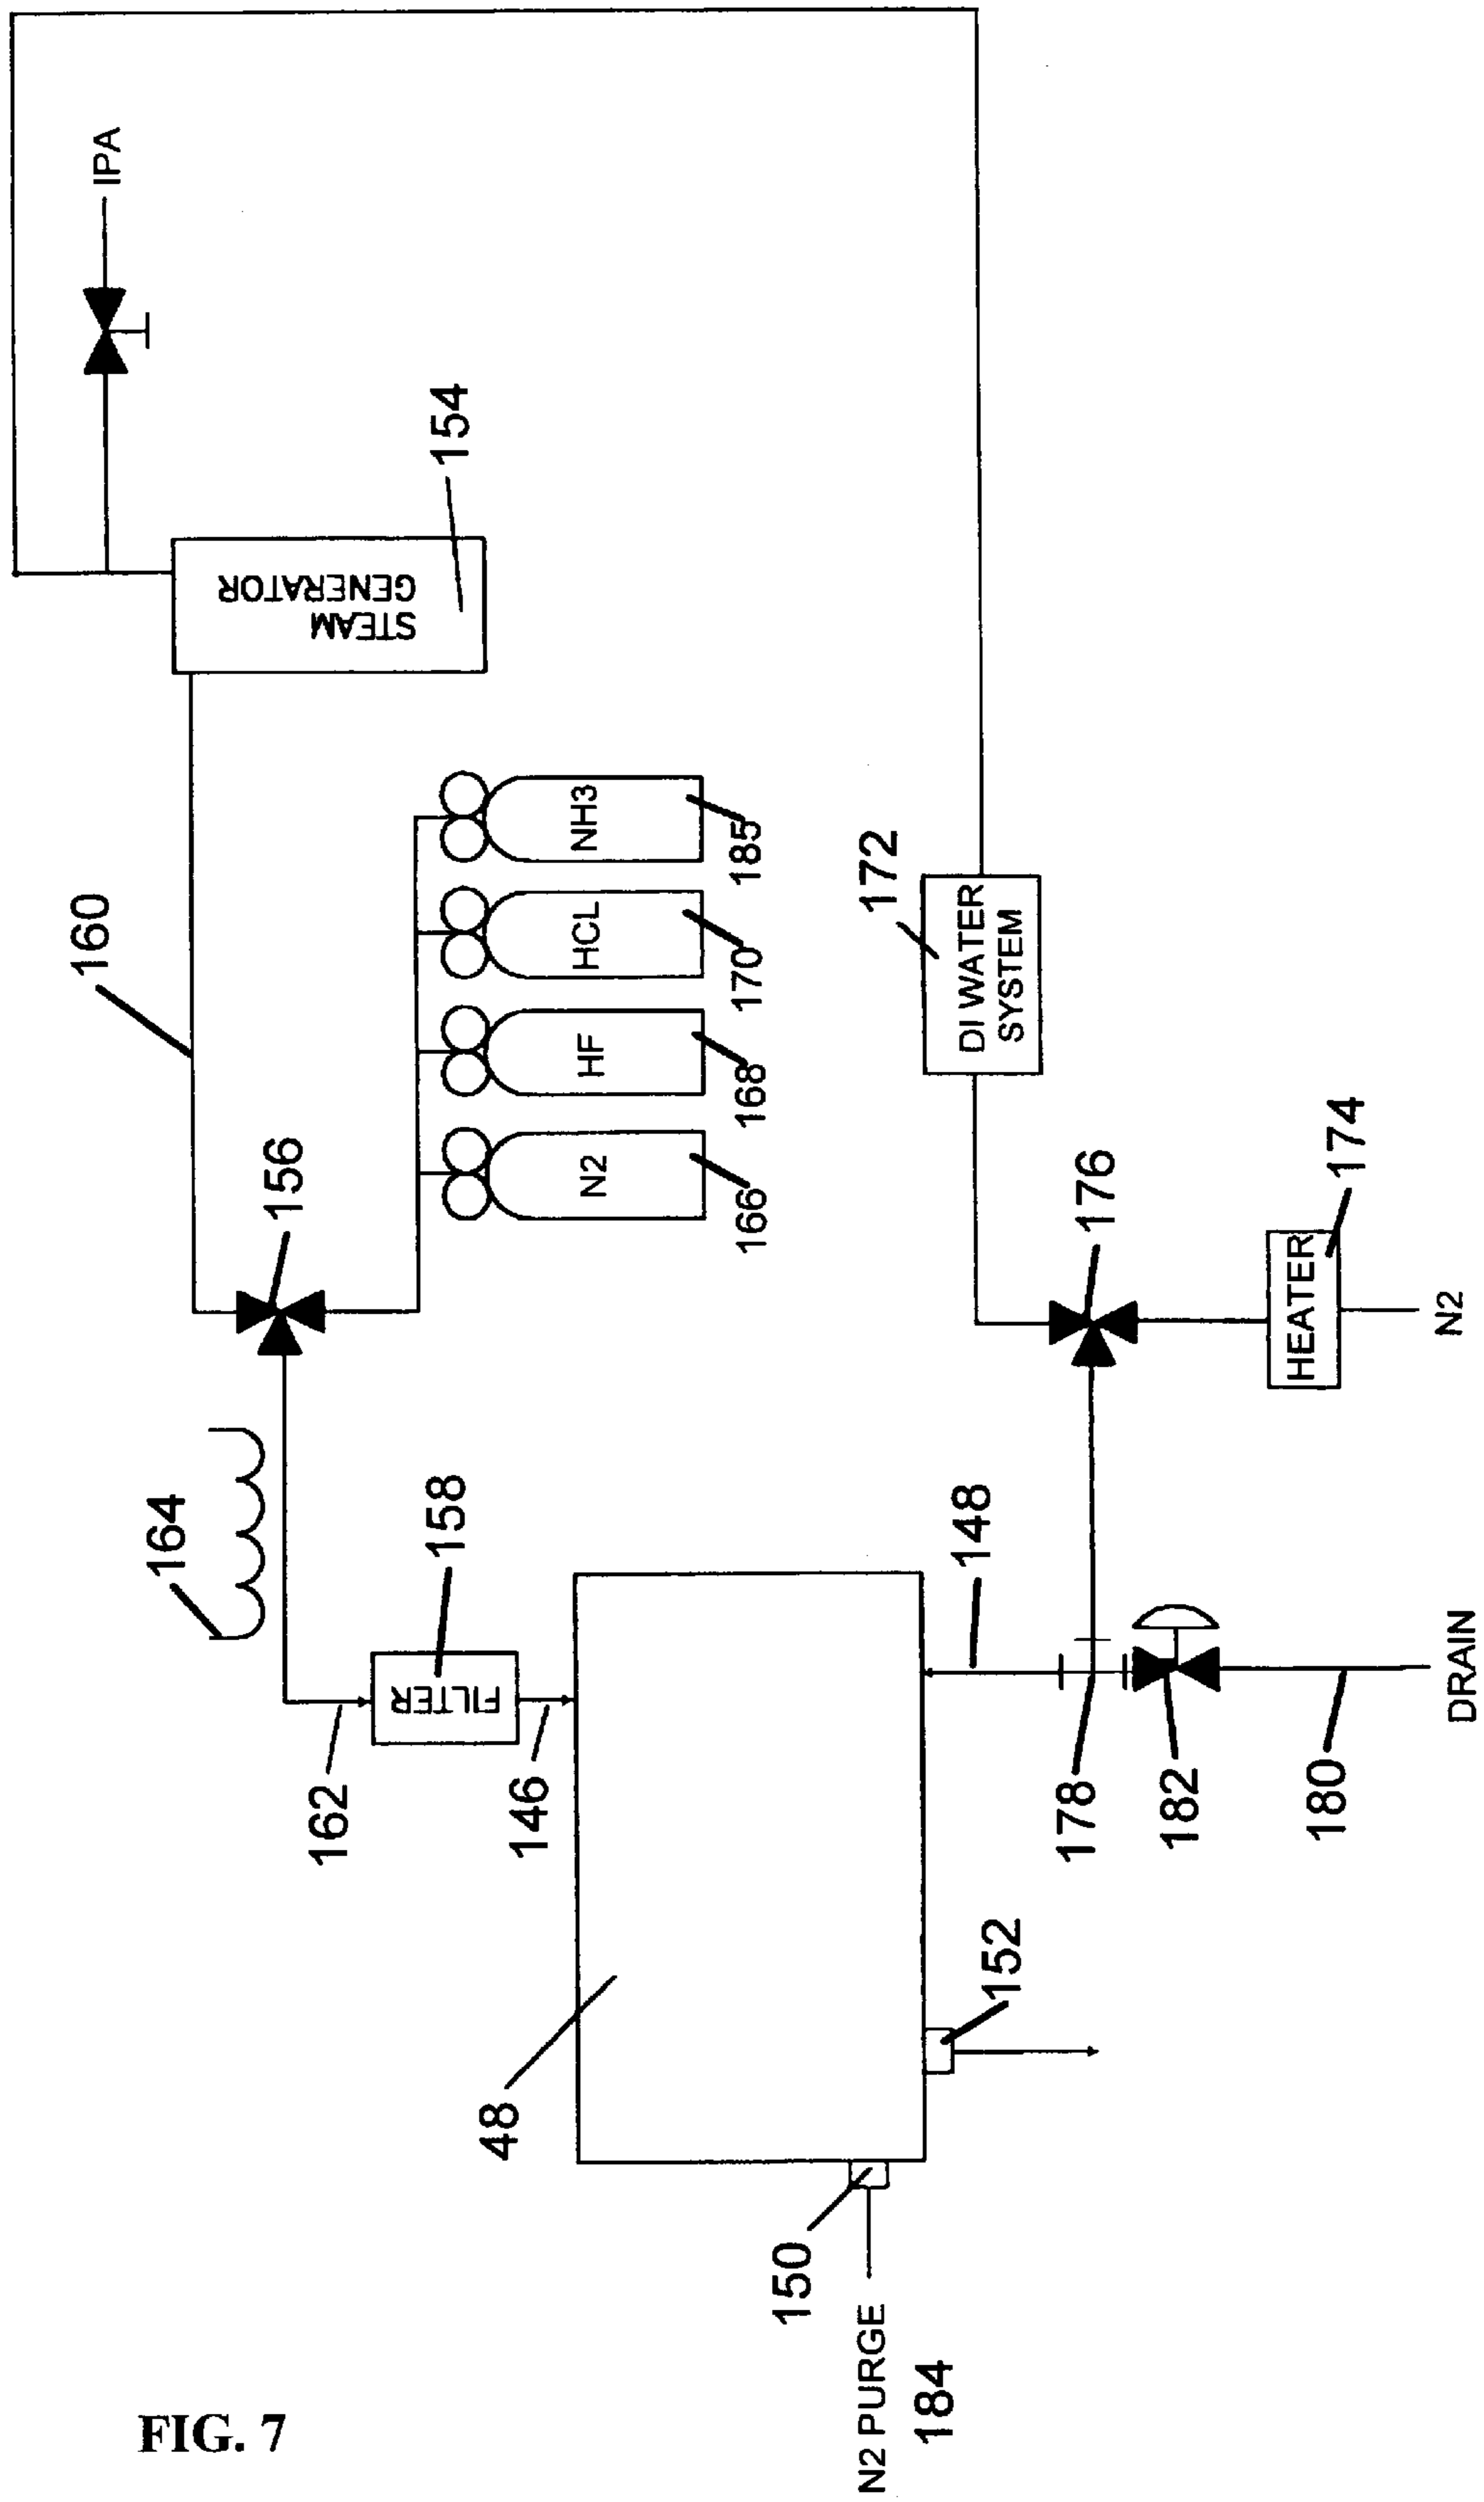 IPA
154
STEAM
GENERATOR
160
NH3
185
HCL
170
HF
168
N2
166
156
172
DI WATER
SYSTEM
176
174
HEATER
N2
164
158
FILTER
162
146
148
178
182
180
DRAIN
48
152
150
N2 PURGE
184
FIG. 7